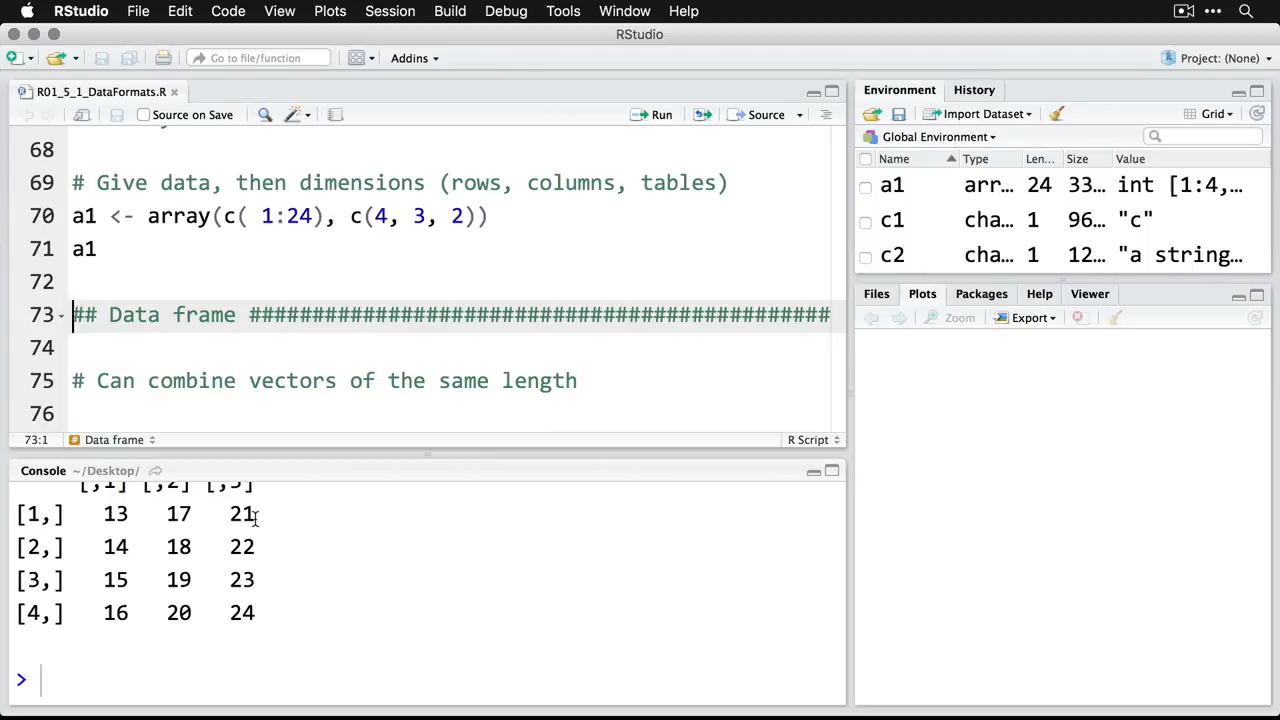 RStudio File Edit Code View Plots Session Build Debug Tools Window Help
RStudio
Go to file/function Addins Project: (None)
R01_5_1_DataFormats.R
Source on Save Run Source
68
69 # Give data, then dimensions (rows, columns, tables)
70 a1 <- array(c( 1:24), c(4, 3, 2))
71 a1
72
73 ## Data frame ##############################################
74
75 # Can combine vectors of the same length
76
73:1 # Data frame R Script
Console ~/Desktop/
[,1] [,2] [,3]
[1,] 13 17 21
[2,] 14 18 22
[3,] 15 19 23
[4,] 16 20 24
>
Environment History
Import Dataset Grid
Global Environment
Name Type Len... Size Value
a1 arr... 24 33... int [1:4,...
c1 cha... 1 96... "c"
c2 cha... 1 12... "a string...
Files Plots Packages Help Viewer
Zoom Export